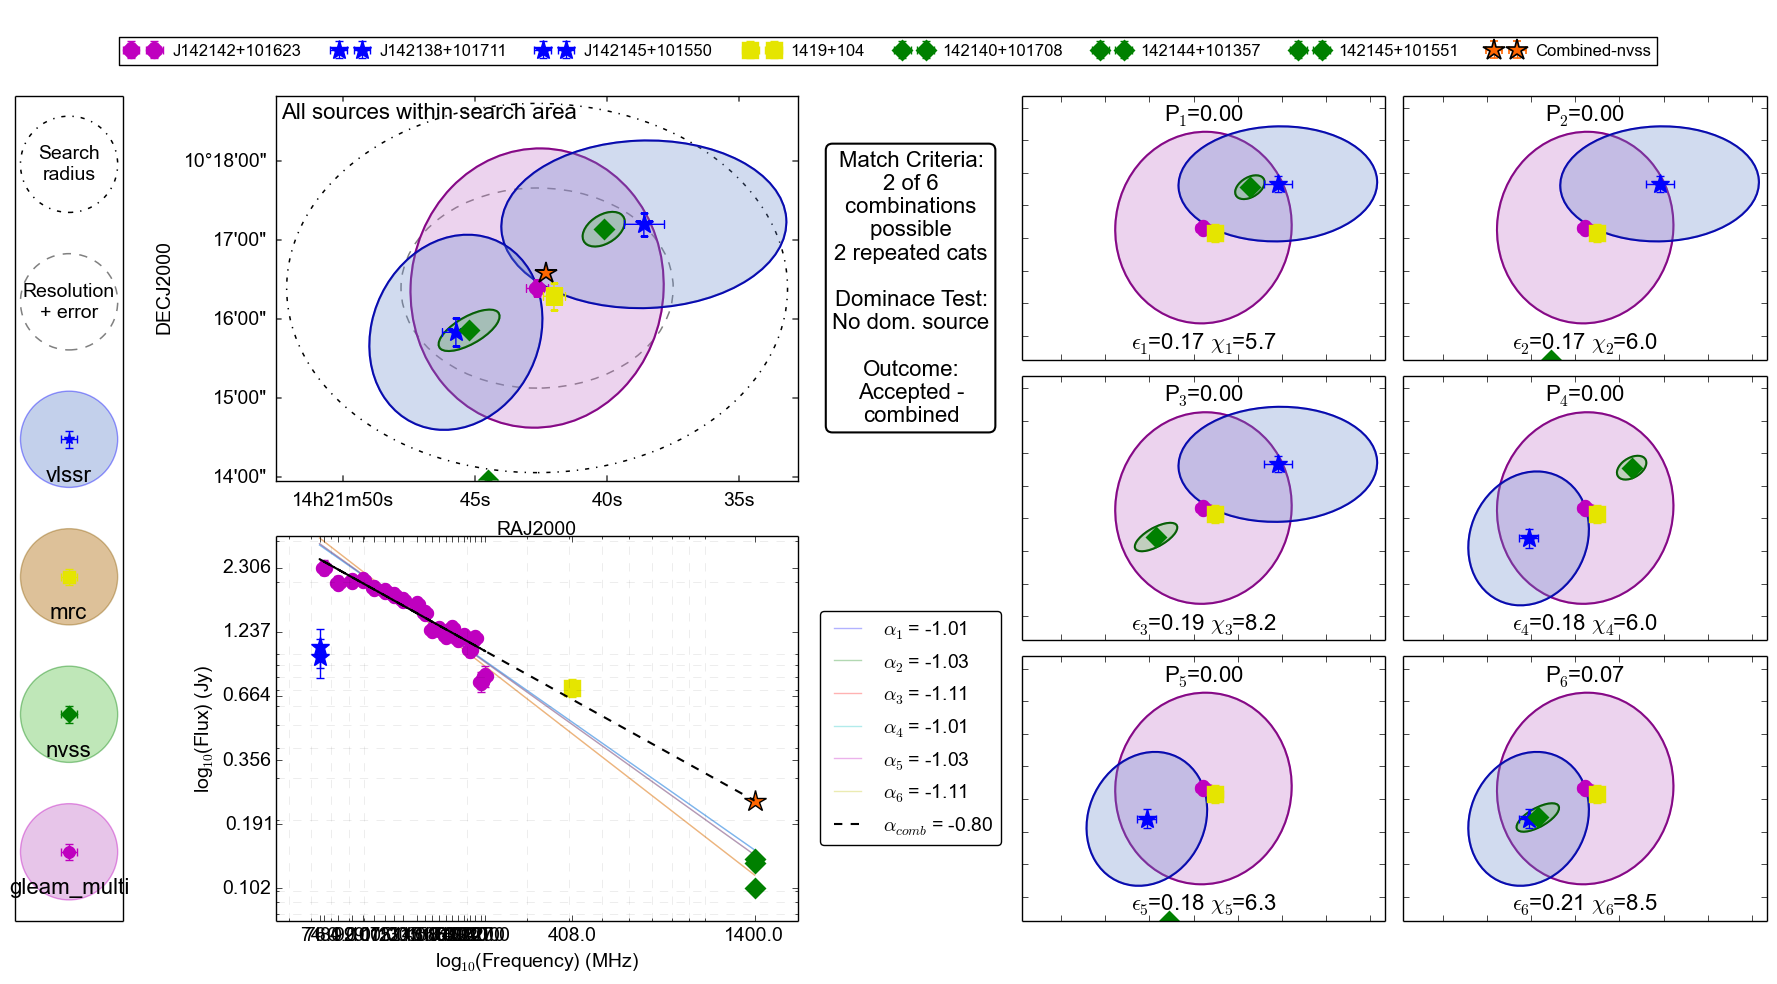 J142142+101623 J142138+101711 J142145+101550 1419+104 142140+101708 142144+101357 142145+101551 Combined-nvss
Search
radius
Resolution
+ error
vlssr
mrc
nvss
gleam_multi
All sources within search area
DECJ2000
10°18'00"
17'00"
16'00"
15'00"
14'00"
14h21m50s 45s 40s 35s
RAJ2000
Match Criteria:
2 of 6
combinations
possible
2 repeated cats
Dominace Test:
No dom. source
Outcome:
Accepted -
combined
log₁₀(Flux) (Jy)
2.306
1.237
0.664
0.356
0.191
0.102
408.0 1400.0
log₁₀(Frequency) (MHz)
α₁ = -1.01
α₂ = -1.03
α₃ = -1.11
α₄ = -1.01
α₅ = -1.03
α₆ = -1.11
α_comb = -0.80
P₁=0.00
ϵ₁=0.17 χ₁=5.7
P₂=0.00
ϵ₂=0.17 χ₂=6.0
P₃=0.00
ϵ₃=0.19 χ₃=8.2
P₄=0.00
ϵ₄=0.18 χ₄=6.0
P₅=0.00
ϵ₅=0.18 χ₅=6.3
P₆=0.07
ϵ₆=0.21 χ₆=8.5